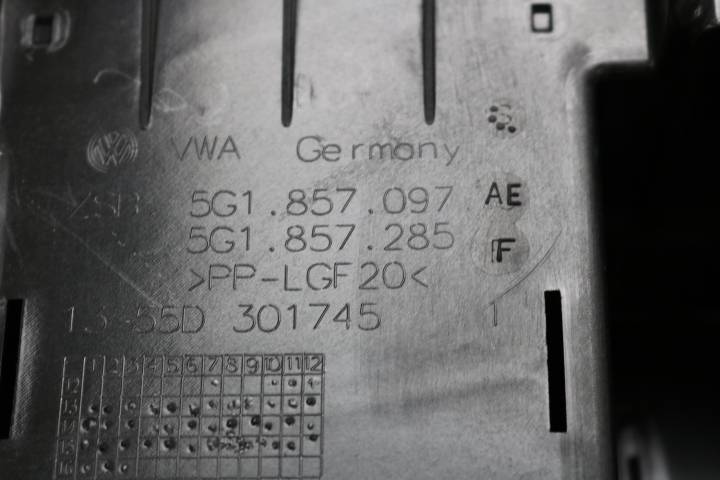 VWA Germany
5G1.857.097 AE
5G1.857.285 F
>PP-LGF20<
301745 1
1 2 3 4 5 6 7 8 9 10 11 12